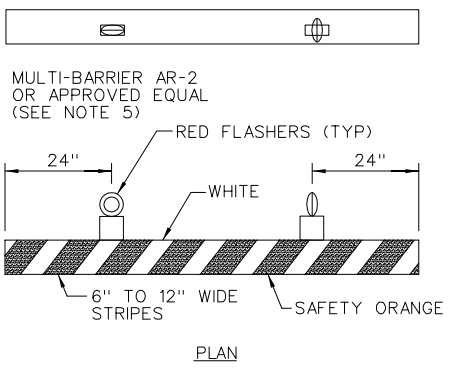 MULTI-BARRIER AR-2
OR APPROVED EQUAL
(SEE NOTE 5)
RED FLASHERS (TYP)
24" 24"
WHITE
6" TO 12" WIDE
STRIPES
SAFETY ORANGE
PLAN